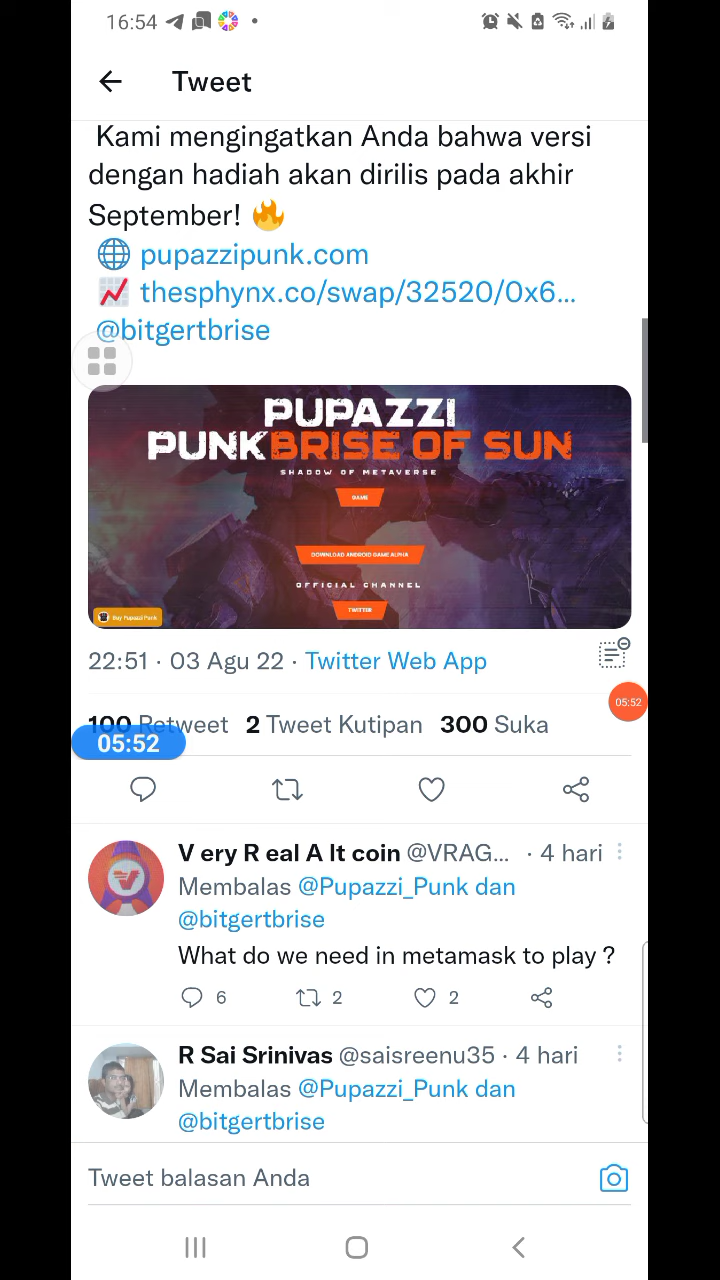 16:54
Tweet
Kami mengingatkan Anda bahwa versi
dengan hadiah akan dirilis pada akhir
September! 🔥
🌐 pupazzipunk.com
📈 thesphynx.co/swap/32520/0x6...
@bitgertbrise
PUPAZZI
PUNKBRISE OF SUN
SHADOW OF METAVERSE
GAME
DOWNLOAD ANDROID GAME ALPHA
OFFICIAL CHANNEL
TWITTER
Buy Pupazzi Punk
22:51 · 03 Agu 22 · Twitter Web App
05:52
100 Retweet 2 Tweet Kutipan 300 Suka
05:52
V ery R eal A lt coin @VRAG... · 4 hari
Membalas @Pupazzi_Punk dan
@bitgertbrise
What do we need in metamask to play ?
6 2 2
R Sai Srinivas @saisreenu35 · 4 hari
Membalas @Pupazzi_Punk dan
@bitgertbrise
Tweet balasan Anda